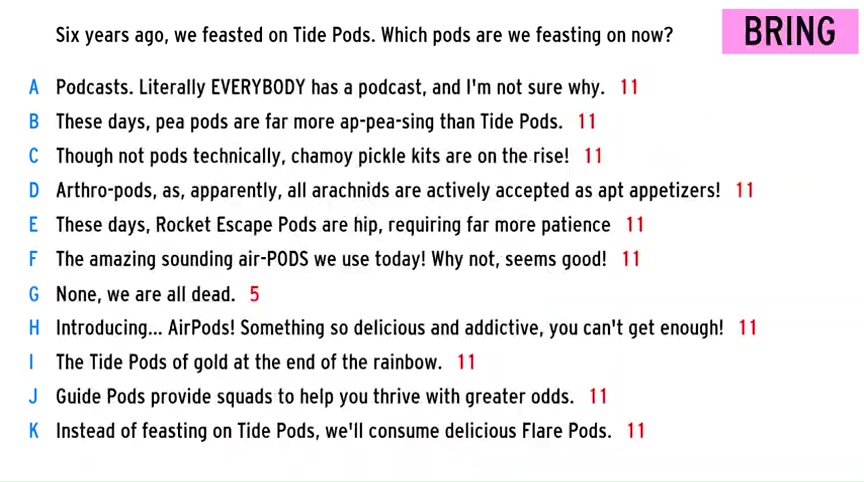 Six years ago, we feasted on Tide Pods. Which pods are we feasting on now?
BRING
A Podcasts. Literally EVERYBODY has a podcast, and I'm not sure why. 11
B These days, pea pods are far more ap-pea-sing than Tide Pods. 11
C Though not pods technically, chamoy pickle kits are on the rise! 11
D Arthro-pods, as, apparently, all arachnids are actively accepted as apt appetizers! 11
E These days, Rocket Escape Pods are hip, requiring far more patience 11
F The amazing sounding air-PODS we use today! Why not, seems good! 11
G None, we are all dead. 5
H Introducing... AirPods! Something so delicious and addictive, you can't get enough! 11
I The Tide Pods of gold at the end of the rainbow. 11
J Guide Pods provide squads to help you thrive with greater odds. 11
K Instead of feasting on Tide Pods, we'll consume delicious Flare Pods. 11